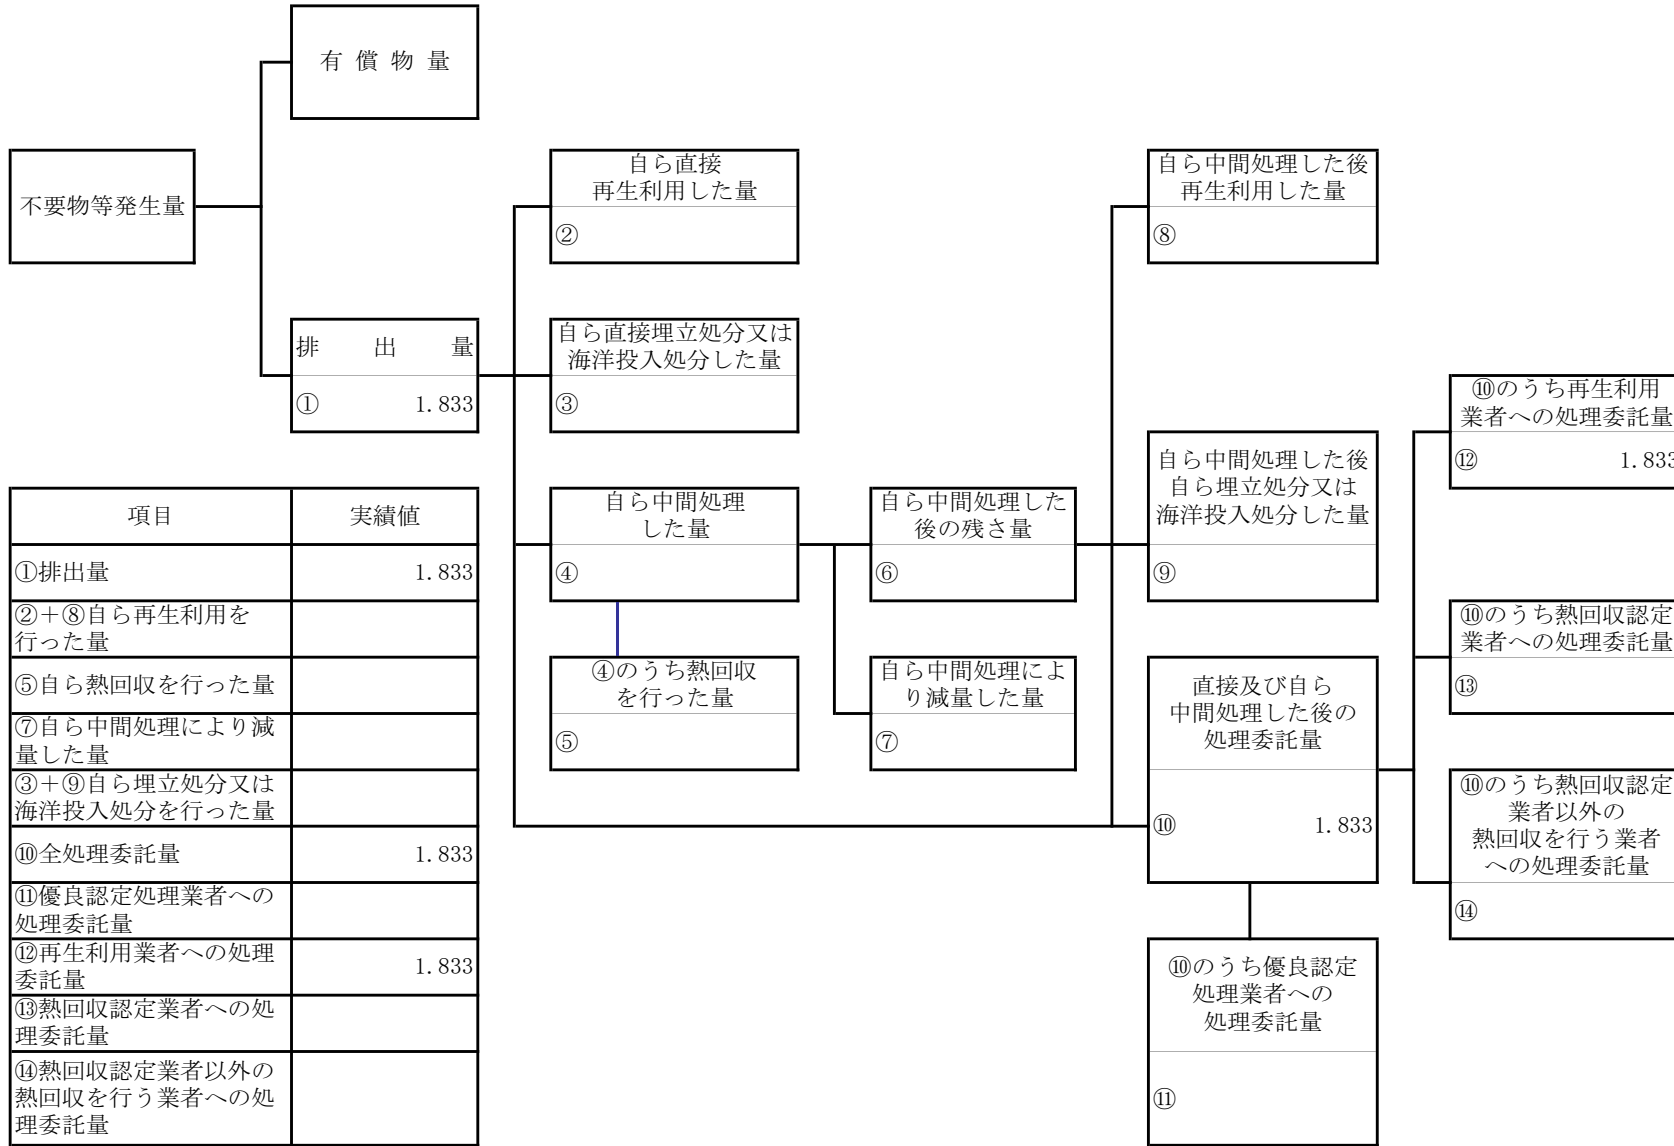 有償物量
不要物等発生量
排出量
① 1.833
自ら直接
再生利用した量
②
自ら直接埋立処分又は
海洋投入処分した量
③
自ら中間処理
した量
④
④のうち熱回収
を行った量
⑤
自ら中間処理した
後の残さ量
⑥
自ら中間処理によ
り減量した量
⑦
自ら中間処理した後
再生利用した量
⑧
自ら中間処理した後
自ら埋立処分又は
海洋投入処分した量
⑨
直接及び自ら
中間処理した後の
処理委託量
⑩ 1.833
⑩のうち優良認定
処理業者への
処理委託量
⑪
⑩のうち再生利用
業者への処理委託量
⑫ 1.833
⑩のうち熱回収認定
業者への処理委託量
⑬
⑩のうち熱回収認定
業者以外の
熱回収を行う業者
への処理委託量
⑭
項目 実績値
①排出量 1.833
②+⑧自ら再生利用を
行った量
⑤自ら熱回収を行った量
⑦自ら中間処理により減
量した量
③+⑨自ら埋立処分又は
海洋投入処分を行った量
⑩全処理委託量 1.833
⑪優良認定処理業者への
処理委託量
⑫再生利用業者への処理
委託量 1.833
⑬熱回収認定業者への処
理委託量
⑭熱回収認定業者以外の
熱回収を行う業者への処
理委託量